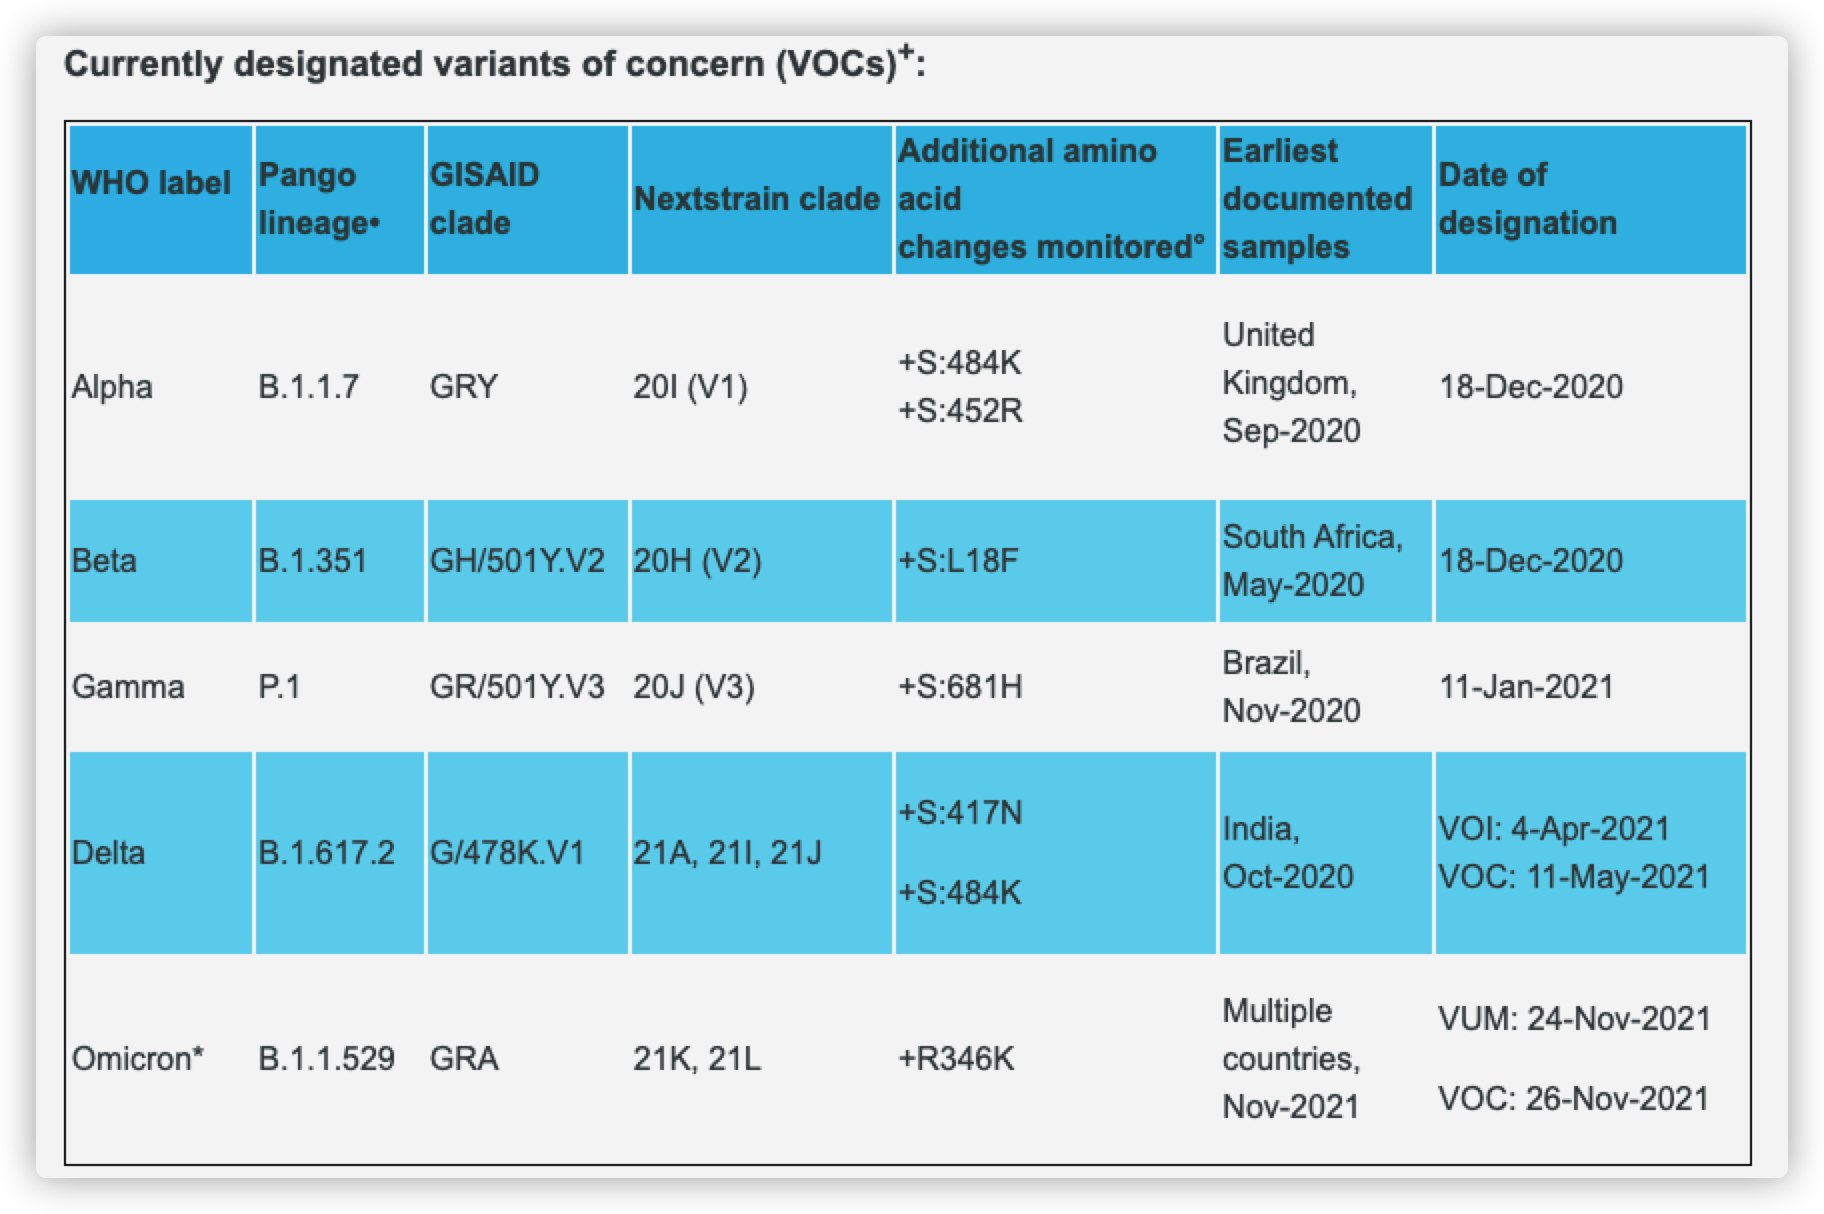 Currently designated variants of concern (VOCs)+:
WHO label
Pango
lineage•
GISAID
clade
Nextstrain clade
Additional amino
acid
changes monitored°
Earliest
documented
samples
Date of
designation
Alpha
B.1.1.7
GRY
20I (V1)
+S:484K
+S:452R
United
Kingdom,
Sep-2020
18-Dec-2020
Beta
B.1.351
GH/501Y.V2
20H (V2)
+S:L18F
South Africa,
May-2020
18-Dec-2020
Gamma
P.1
GR/501Y.V3
20J (V3)
+S:681H
Brazil,
Nov-2020
11-Jan-2021
Delta
B.1.617.2
G/478K.V1
21A, 21I, 21J
+S:417N
+S:484K
India,
Oct-2020
VOI: 4-Apr-2021
VOC: 11-May-2021
Omicron*
B.1.1.529
GRA
21K, 21L
+R346K
Multiple
countries,
Nov-2021
VUM: 24-Nov-2021
VOC: 26-Nov-2021